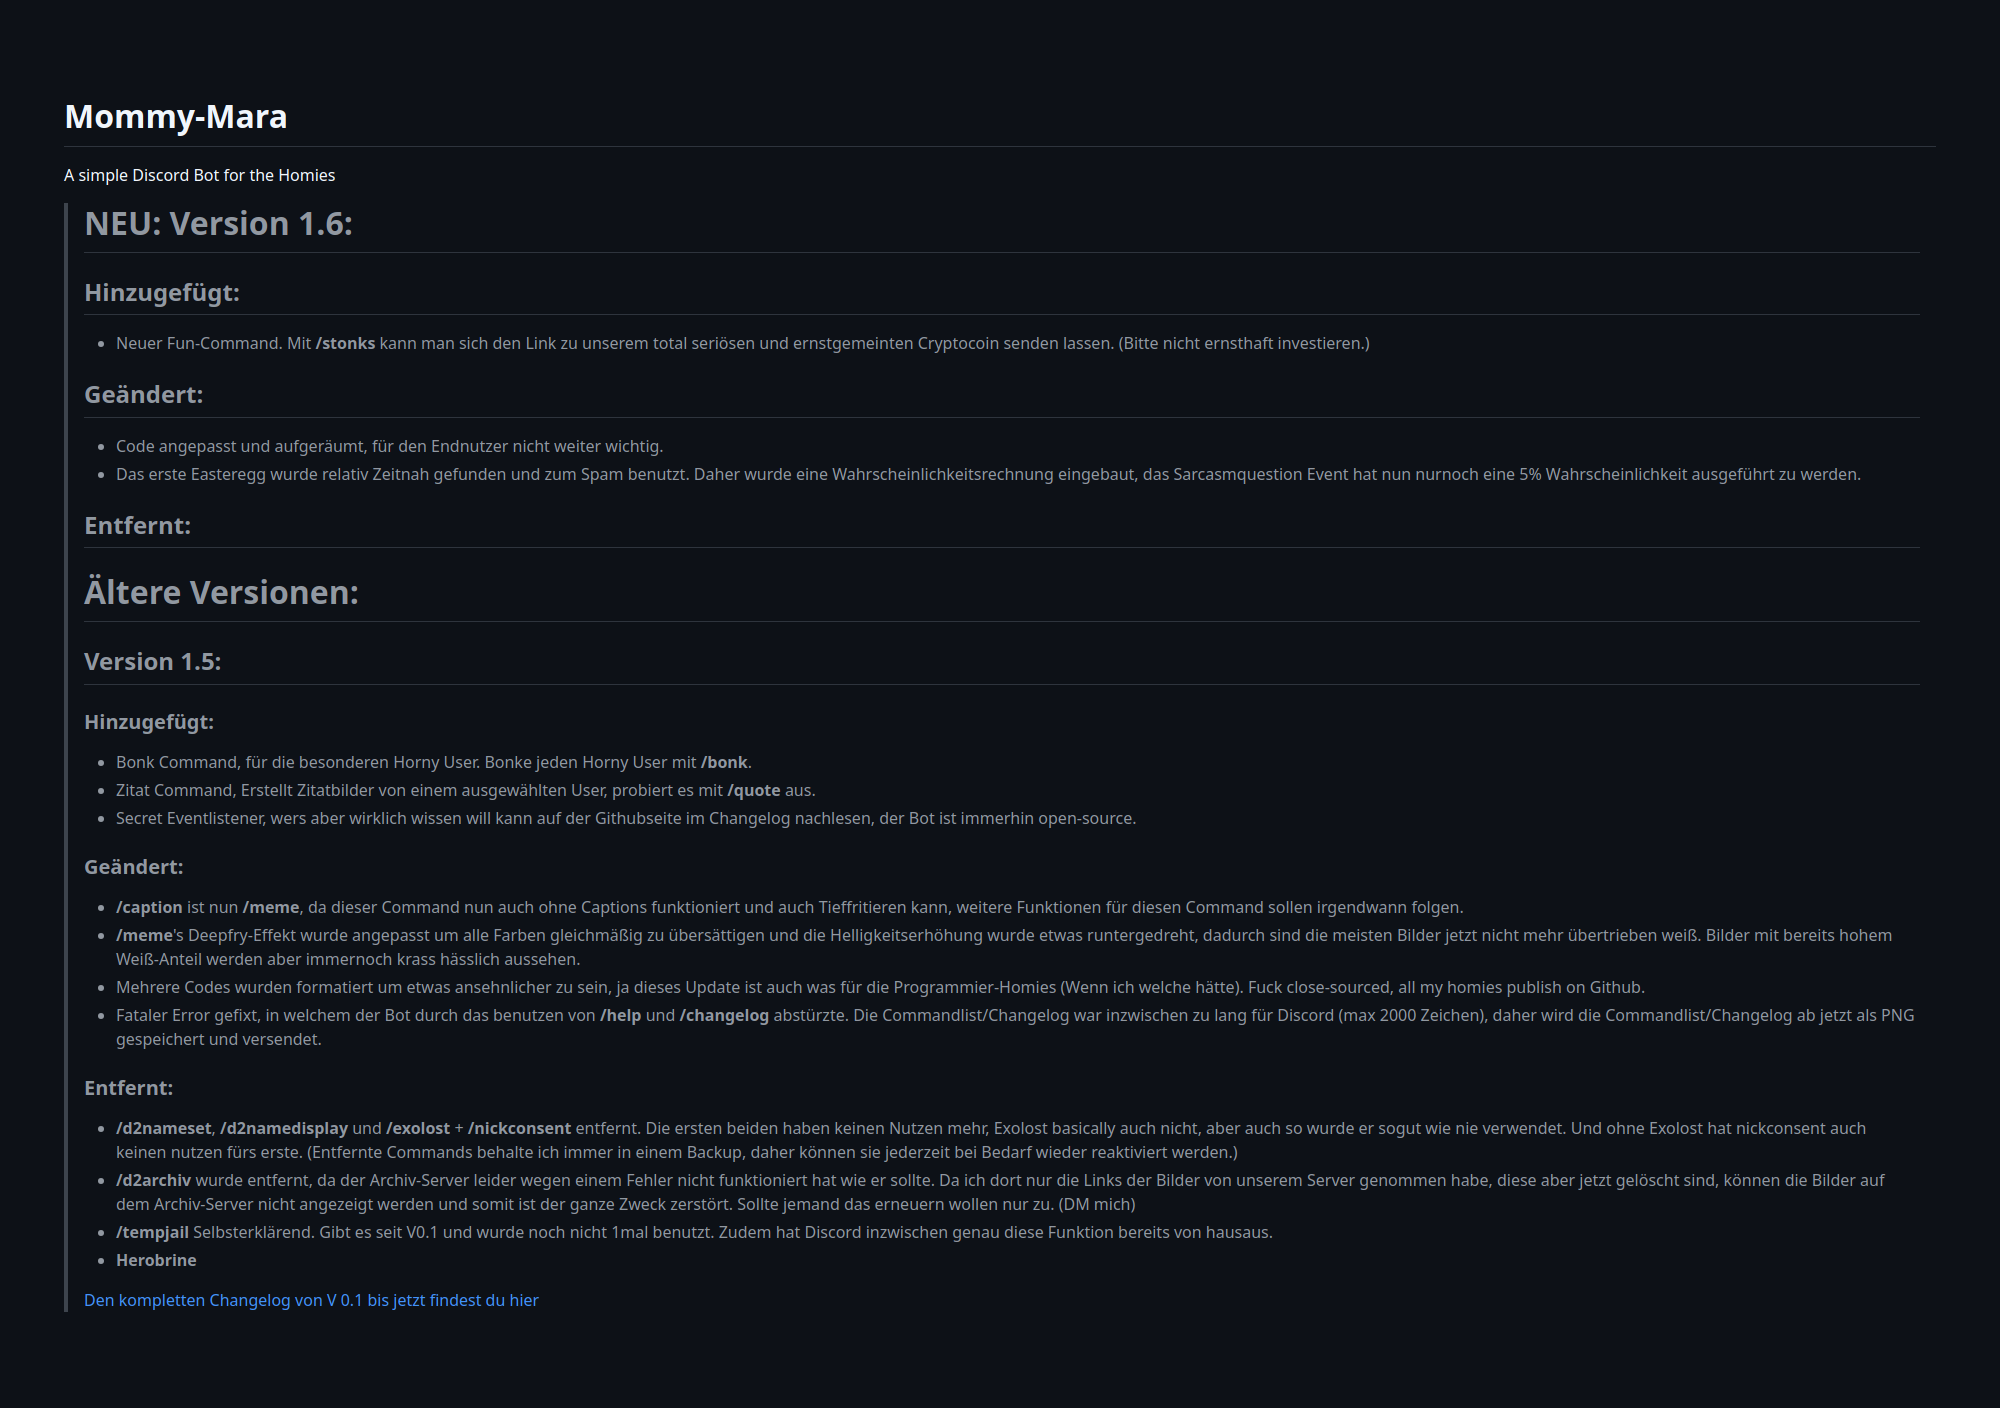 Mommy-Mara
A simple Discord Bot for the Homies
NEU: Version 1.6:
Hinzugefügt:
Neuer Fun-Command. Mit /stonks kann man sich den Link zu unserem total seriösen und ernstgemeinten Cryptocoin senden lassen. (Bitte nicht ernsthaft investieren.)
Geändert:
Code angepasst und aufgeräumt, für den Endnutzer nicht weiter wichtig.
Das erste Easteregg wurde relativ Zeitnah gefunden und zum Spam benutzt. Daher wurde eine Wahrscheinlichkeitsrechnung eingebaut, das Sarcasmquestion Event hat nun nurnoch eine 5% Wahrscheinlichkeit ausgeführt zu werden.
Entfernt:
Ältere Versionen:
Version 1.5:
Hinzugefügt:
Bonk Command, für die besonderen Horny User. Bonke jeden Horny User mit /bonk.
Zitat Command, Erstellt Zitatbilder von einem ausgewählten User, probiert es mit /quote aus.
Secret Eventlistener, wers aber wirklich wissen will kann auf der Githubseite im Changelog nachlesen, der Bot ist immerhin open-source.
Geändert:
/caption ist nun /meme, da dieser Command nun auch ohne Captions funktioniert und auch Tieffritieren kann, weitere Funktionen für diesen Command sollen irgendwann folgen.
/meme's Deepfry-Effekt wurde angepasst um alle Farben gleichmäßig zu übersättigen und die Helligkeitserhöhung wurde etwas runtergedreht, dadurch sind die meisten Bilder jetzt nicht mehr übertrieben weiß. Bilder mit bereits hohem
Weiß-Anteil werden aber immernoch krass hässlich aussehen.
Mehrere Codes wurden formatiert um etwas ansehnlicher zu sein, ja dieses Update ist auch was für die Programmier-Homies (Wenn ich welche hätte). Fuck close-sourced, all my homies publish on Github.
Fataler Error gefixt, in welchem der Bot durch das benutzen von /help und /changelog abstürzte. Die Commandlist/Changelog war inzwischen zu lang für Discord (max 2000 Zeichen), daher wird die Commandlist/Changelog ab jetzt als PNG
gespeichert und versendet.
Entfernt:
/d2nameset, /d2namedisplay und /exolost + /nickconsent entfernt. Die ersten beiden haben keinen Nutzen mehr, Exolost basically auch nicht, aber auch so wurde er sogut wie nie verwendet. Und ohne Exolost hat nickconsent auch
keinen nutzen fürs erste. (Entfernte Commands behalte ich immer in einem Backup, daher können sie jederzeit bei Bedarf wieder reaktiviert werden.)
/d2archiv wurde entfernt, da der Archiv-Server leider wegen einem Fehler nicht funktioniert hat wie er sollte. Da ich dort nur die Links der Bilder von unserem Server genommen habe, diese aber jetzt gelöscht sind, können die Bilder auf
dem Archiv-Server nicht angezeigt werden und somit ist der ganze Zweck zerstört. Sollte jemand das erneuern wollen nur zu. (DM mich)
/tempjail Selbsterklärend. Gibt es seit V0.1 und wurde noch nicht 1mal benutzt. Zudem hat Discord inzwischen genau diese Funktion bereits von hausaus.
Herobrine
Den kompletten Changelog von V 0.1 bis jetzt findest du hier